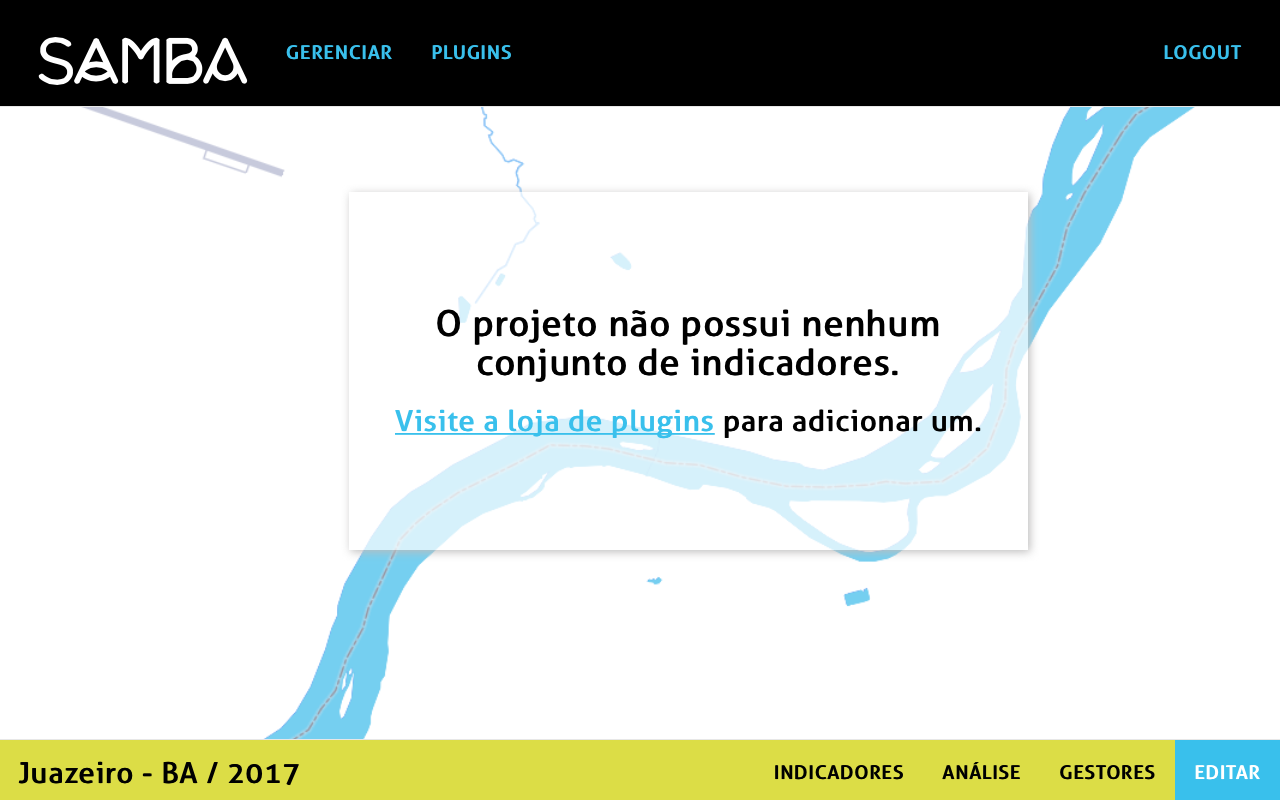 SAMBA GERENCIAR PLUGINS LOGOUT
O projeto não possui nenhum
conjunto de indicadores.
Visite a loja de plugins para adicionar um.
Juazeiro - BA / 2017 INDICADORES ANÁLISE GESTORES EDITAR